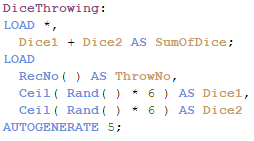 DiceThrowing:
LOAD *,
Dice1 + Dice2 AS SumOfDice;
LOAD
RecNo( ) AS ThrowNo,
Ceil( Rand( ) * 6 ) AS Dice1,
Ceil( Rand( ) * 6 ) AS Dice2
AUTOGENERATE 5;